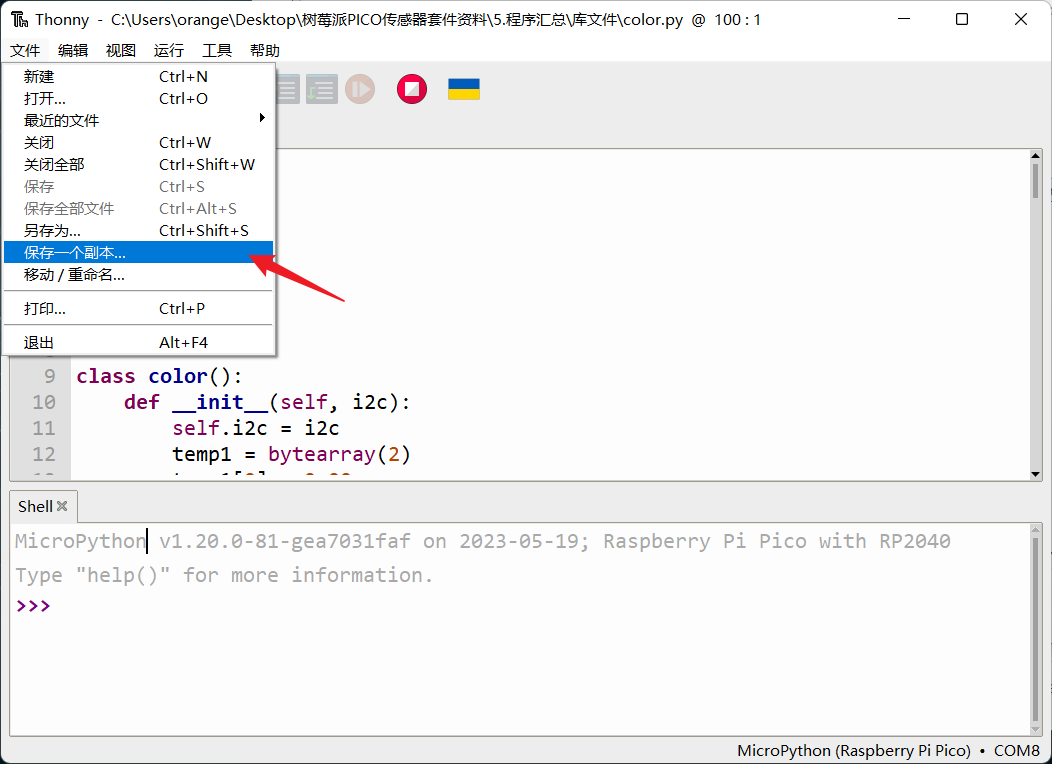 Thonny - C:\Users\orange\Desktop\树莓派PICO传感器套件资料\5.程序汇总\库文件\color.py @ 100 : 1
文件 编辑 视图 运行 工具 帮助
新建 Ctrl+N
打开... Ctrl+O
最近的文件
关闭 Ctrl+W
关闭全部 Ctrl+Shift+W
保存 Ctrl+S
保存全部文件 Ctrl+Alt+S
另存为... Ctrl+Shift+S
保存一个副本...
移动 / 重命名...
打印... Ctrl+P
退出 Alt+F4
9 class color():
10 def __init__(self, i2c):
11 self.i2c = i2c
12 temp1 = bytearray(2)
Shell
MicroPython v1.20.0-81-gea7031faf on 2023-05-19; Raspberry Pi Pico with RP2040
Type "help()" for more information.
>>>
MicroPython (Raspberry Pi Pico) • COM8